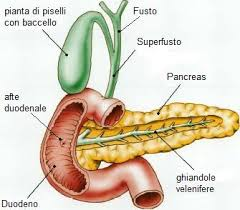 pianta di piselli
con baccello
Fusto
Superfusto
Pancreas
afte
duodenale
ghiandole
velenifere
Duodeno